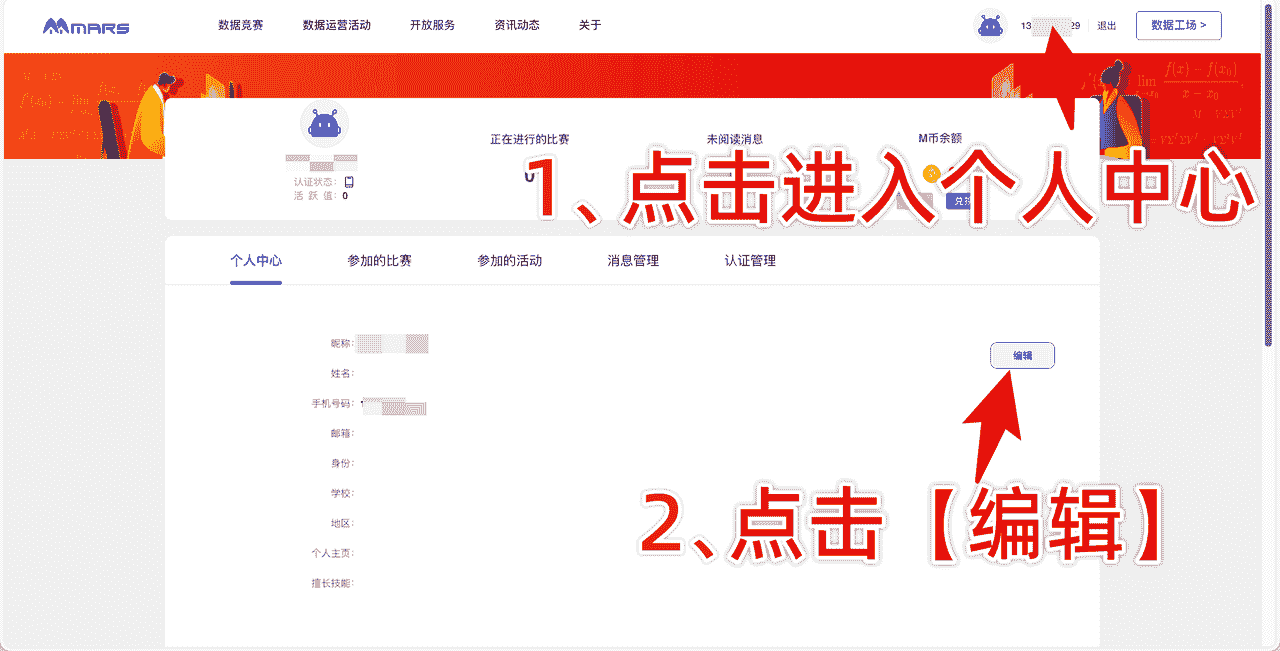 MARS
数据竞赛 数据运营活动 开放服务 资讯动态 关于
13 29 退出 数据工场 >
正在进行的比赛 未阅读消息 M币余额
认证状态：
活 跃 值：0
1、点击进入个人中心
个人中心 参加的比赛 参加的活动 消息管理 认证管理
昵称：
编辑
姓名：
手机号码：
邮箱：
身份：
学校：
2、点击【编辑】
地区：
个人主页：
擅长技能：